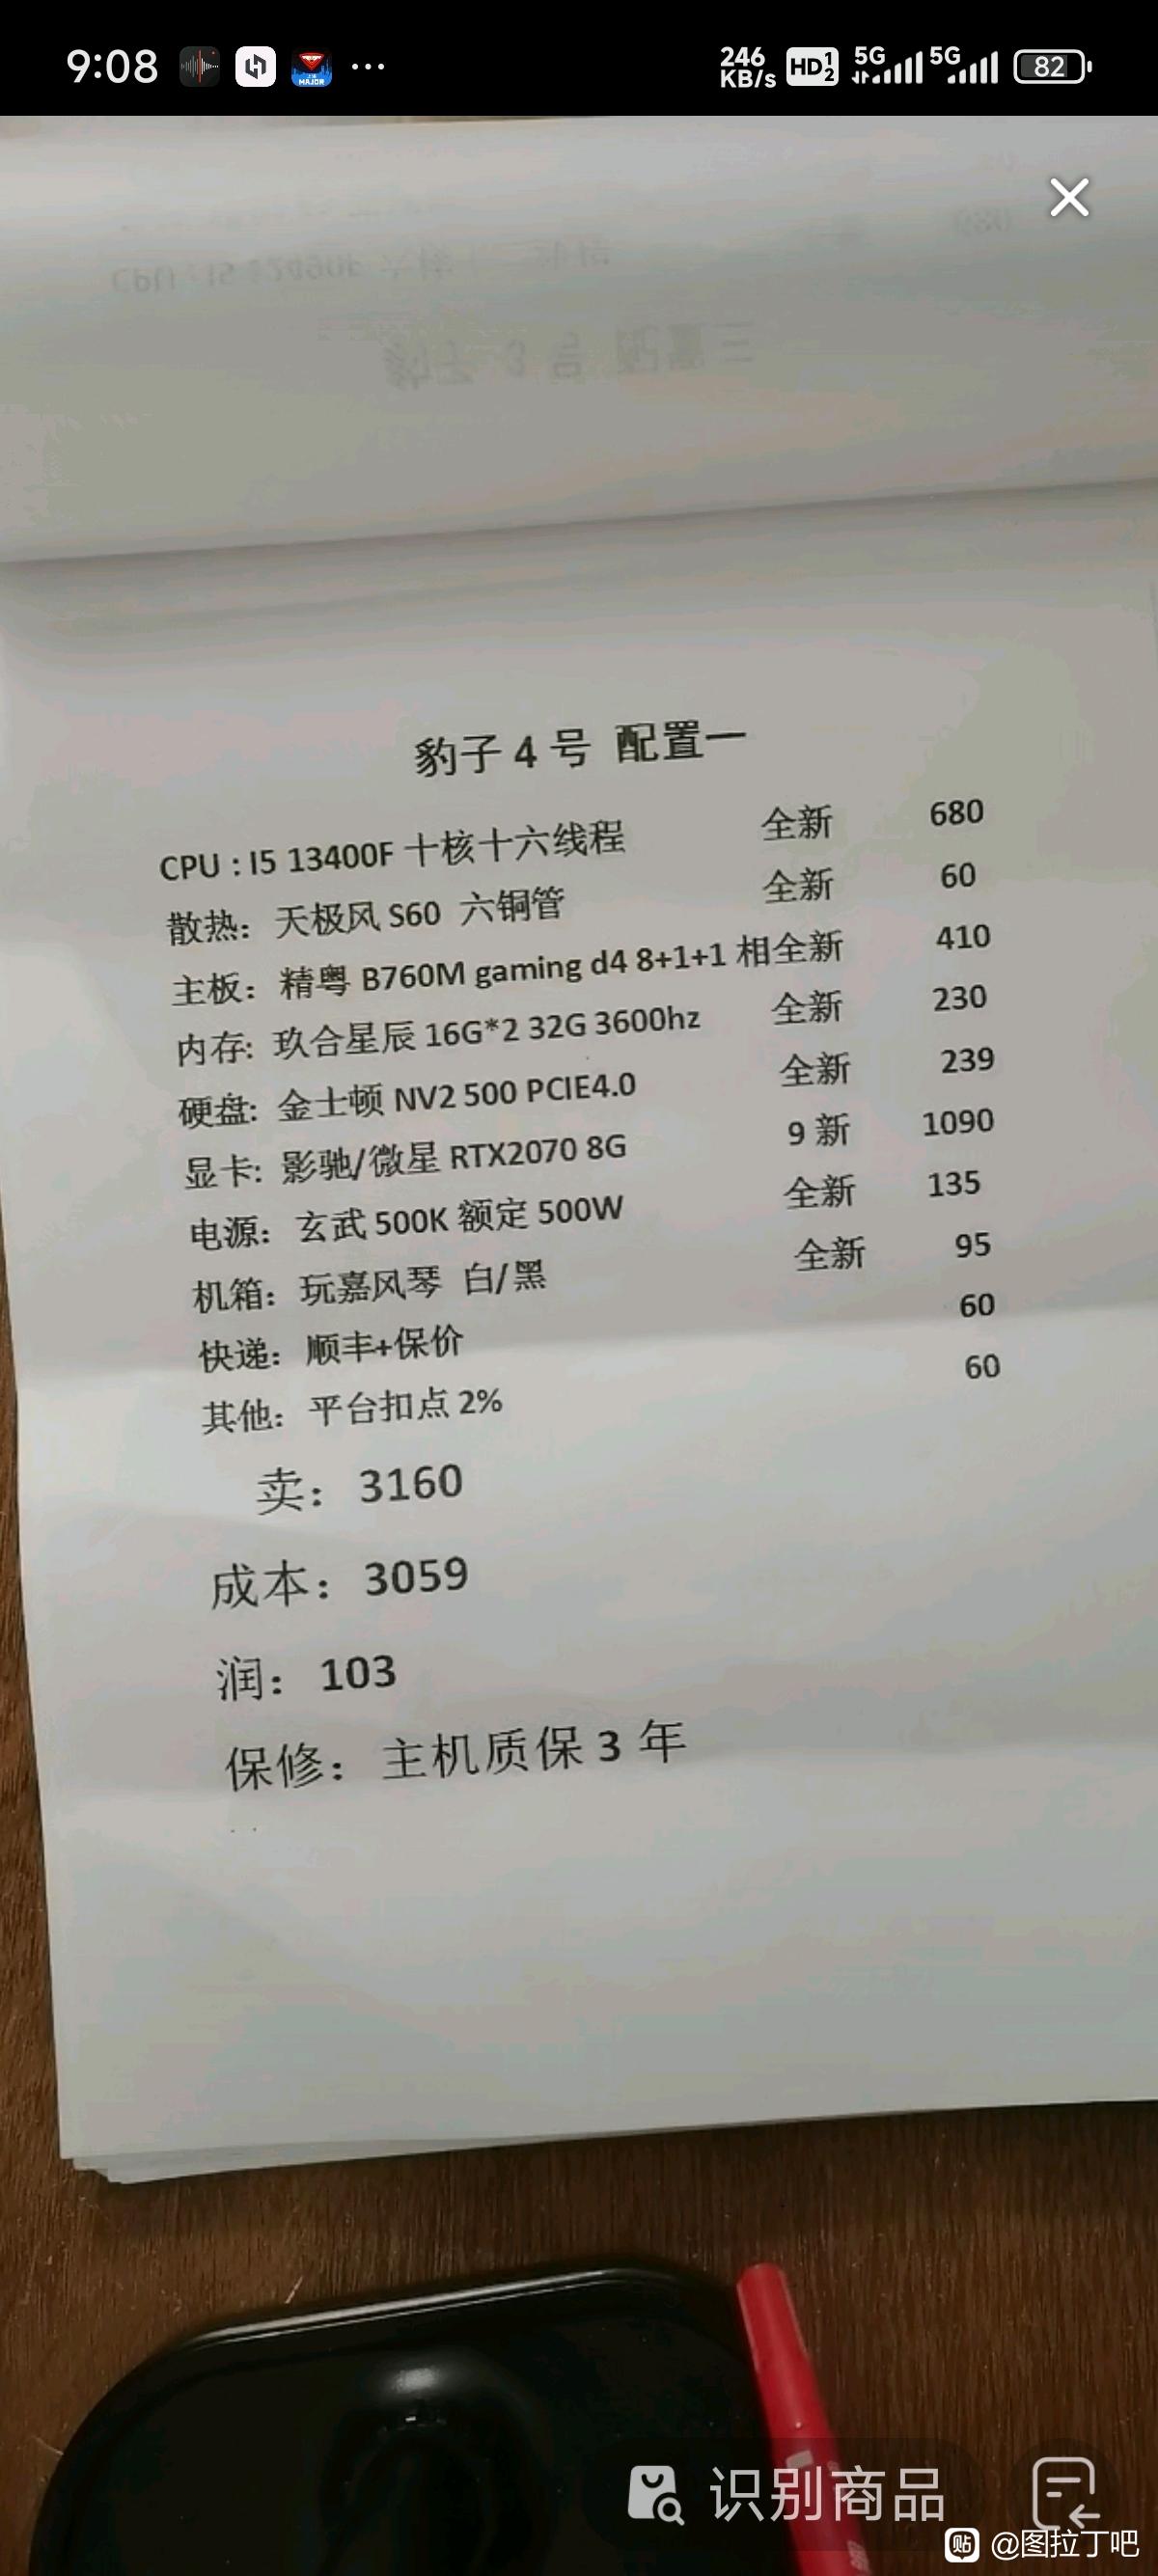 9:08 MAJOR ... 246 KB/s HD 1 2 5G 5G 82
豹子 4 号 配置一
CPU : I5 13400F 十核十六线程 全新 680
散热: 天极风 S60 六铜管 全新 60
主板: 精粤 B760M gaming d4 8+1+1 相全新 410
内存: 玖合星辰 16G*2 32G 3600hz 全新 230
硬盘: 金士顿 NV2 500 PCIE4.0 全新 239
显卡: 影驰/微星 RTX2070 8G 9 新 1090
电源: 玄武 500K 额定 500W 全新 135
机箱: 玩嘉风琴 白/黑 全新 95
快递: 顺丰+保价 60
其他: 平台扣点 2% 60
卖: 3160
成本: 3059
润: 103
保修: 主机质保 3 年
识别商品
贴 @图拉丁吧